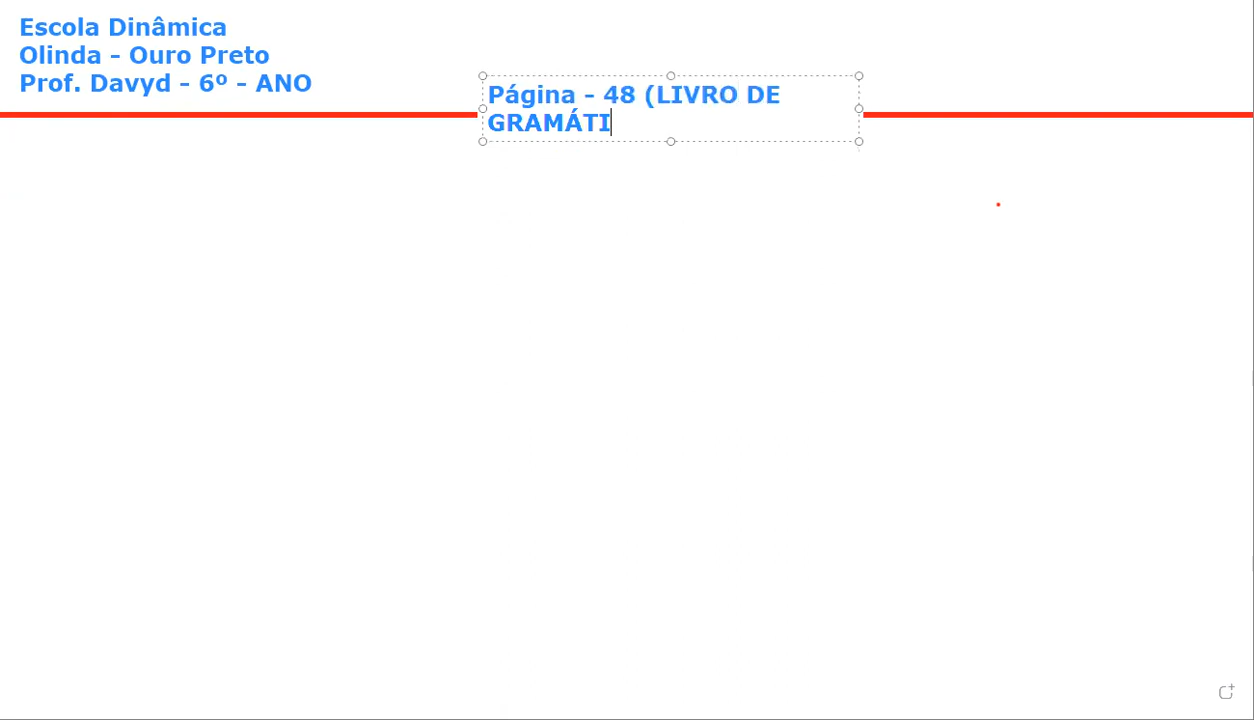 Escola Dinâmica
Olinda - Ouro Preto
Prof. Davyd - 6º - ANO
Página - 48 (LIVRO DE
GRAMÁTI